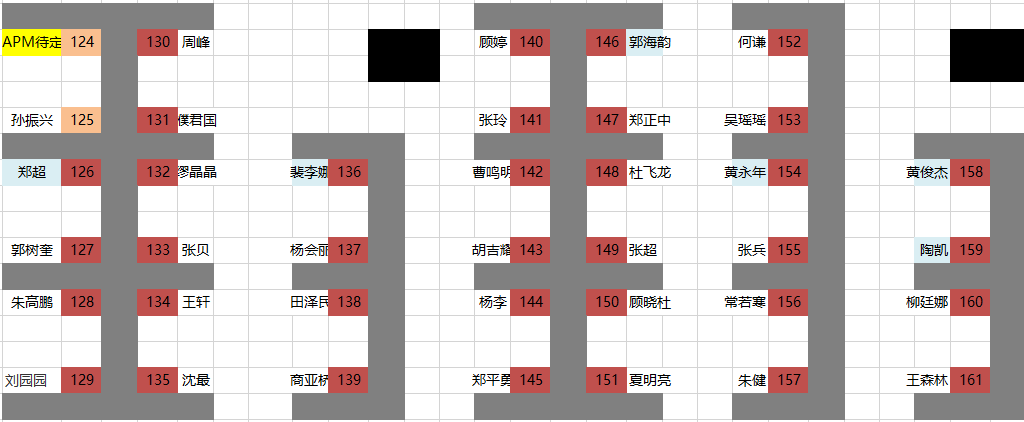 APM待定 124 130 周峰 顾婷 140 146 郭海韵 何谦 152
孙振兴 125 131 濮君国 张玲 141 147 郑正中 吴瑶瑶 153
郑超 126 132 缪晶晶 裴李娜 136 曹鸣明 142 148 杜飞龙 黄永年 154 黄俊杰 158
郭树奎 127 133 张贝 杨会丽 137 胡吉耀 143 149 张超 张兵 155 陶凯 159
朱高鹏 128 134 王轩 田泽民 138 杨李 144 150 顾晓杜 常若寒 156 柳廷娜 160
刘园园 129 135 沈最 商亚杉 139 郑平勇 145 151 夏明亮 朱健 157 王森林 161